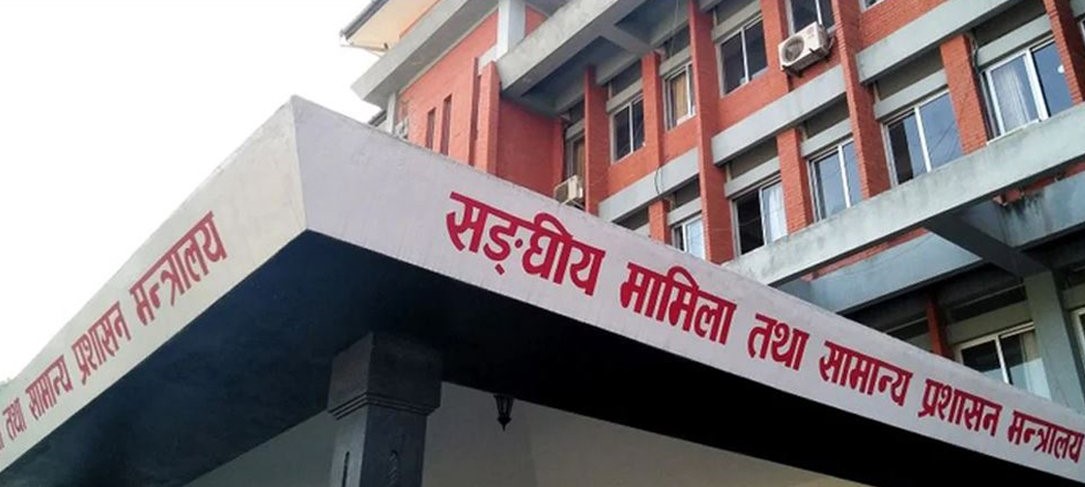 तथा सामान्य प्रशासन मन्त्रालय
सङ्घीय मामिला तथा सामान्य प्रशासन मन्त्रालय